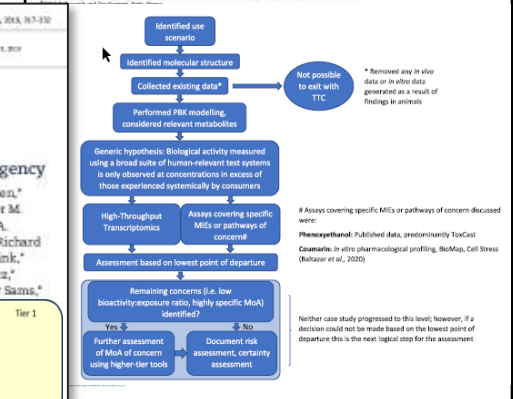 , 2018, 317-330
Identified use
scenario
Identified molecular structure
Collected existing data*
Not possible
to exit with
TTC
* Removed any in vivo
data or in vitro data
generated as a result of
findings in animals
Performed PBK modelling,
considered relevant metabolites
Generic hypothesis: Biological activity measured
using a broad suite of human-relevant test systems
is only observed at concentrations in excess of
those experienced systemically by consumers
gency
en,*
r M.
A.
Richard
ink,*
z,*
Sams,*
High-Throughput
Transcriptomics
Assays covering specific
MIEs or pathways of
concern#
# Assays covering specific MIEs or pathways of concern discussed
were:
Phenoxyethanol: Published data, predominantly ToxCast
Coumarin: in vitro pharmacological profiling, BioMap, Cell Stress
(Baltazar et al., 2020)
Assessment based on lowest point of departure
Tier 1
Remaining concerns (i.e. low
bioactivity:exposure ratio, highly specific MoA)
identified?
Yes
No
Further assessment
of MoA of concern
using higher-tier tools
Document risk
assessment, certainty
assessment
Neither case study progressed to this level; however, if a
decision could not be made based on the lowest point of
departure this is the next logical step for the assessment